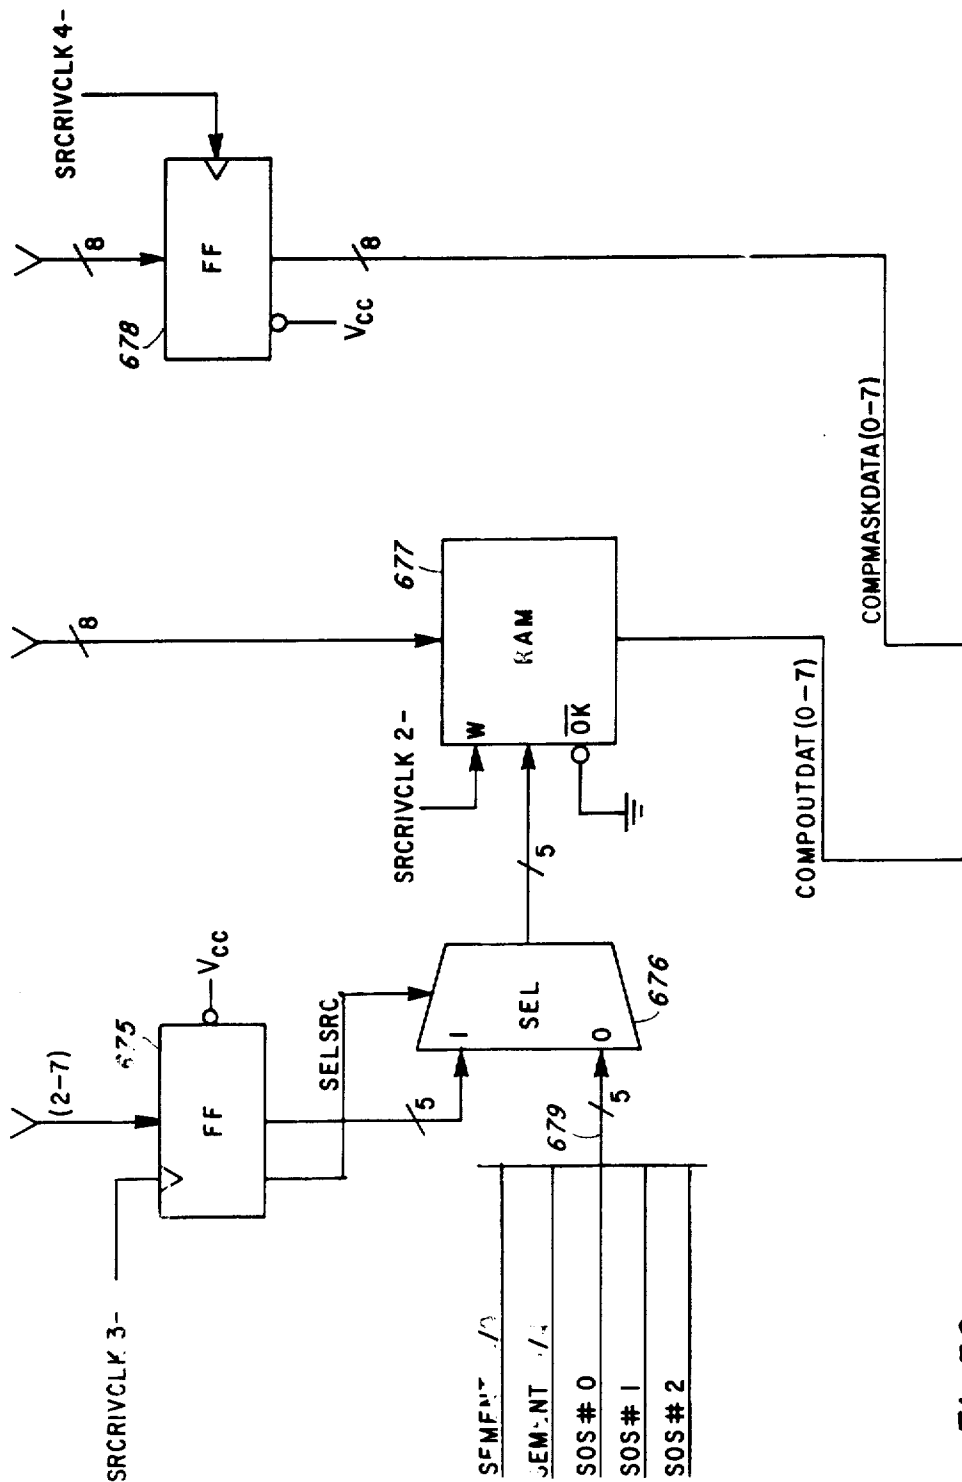 SRCRIVCLK 3-
(2-7)
675
FF
Vcc
SELSRC
5
1
SEL
0
676
679
5
SOS# 0
SOS# 1
SOS# 2
5
SRCRIVCLK 2-
8
677
W
RAM
OK
COMPOUTDAT(0-7)
SRCRIVCLK 4-
8
678
FF
Vcc
8
COMPMASKDATA(0-7)